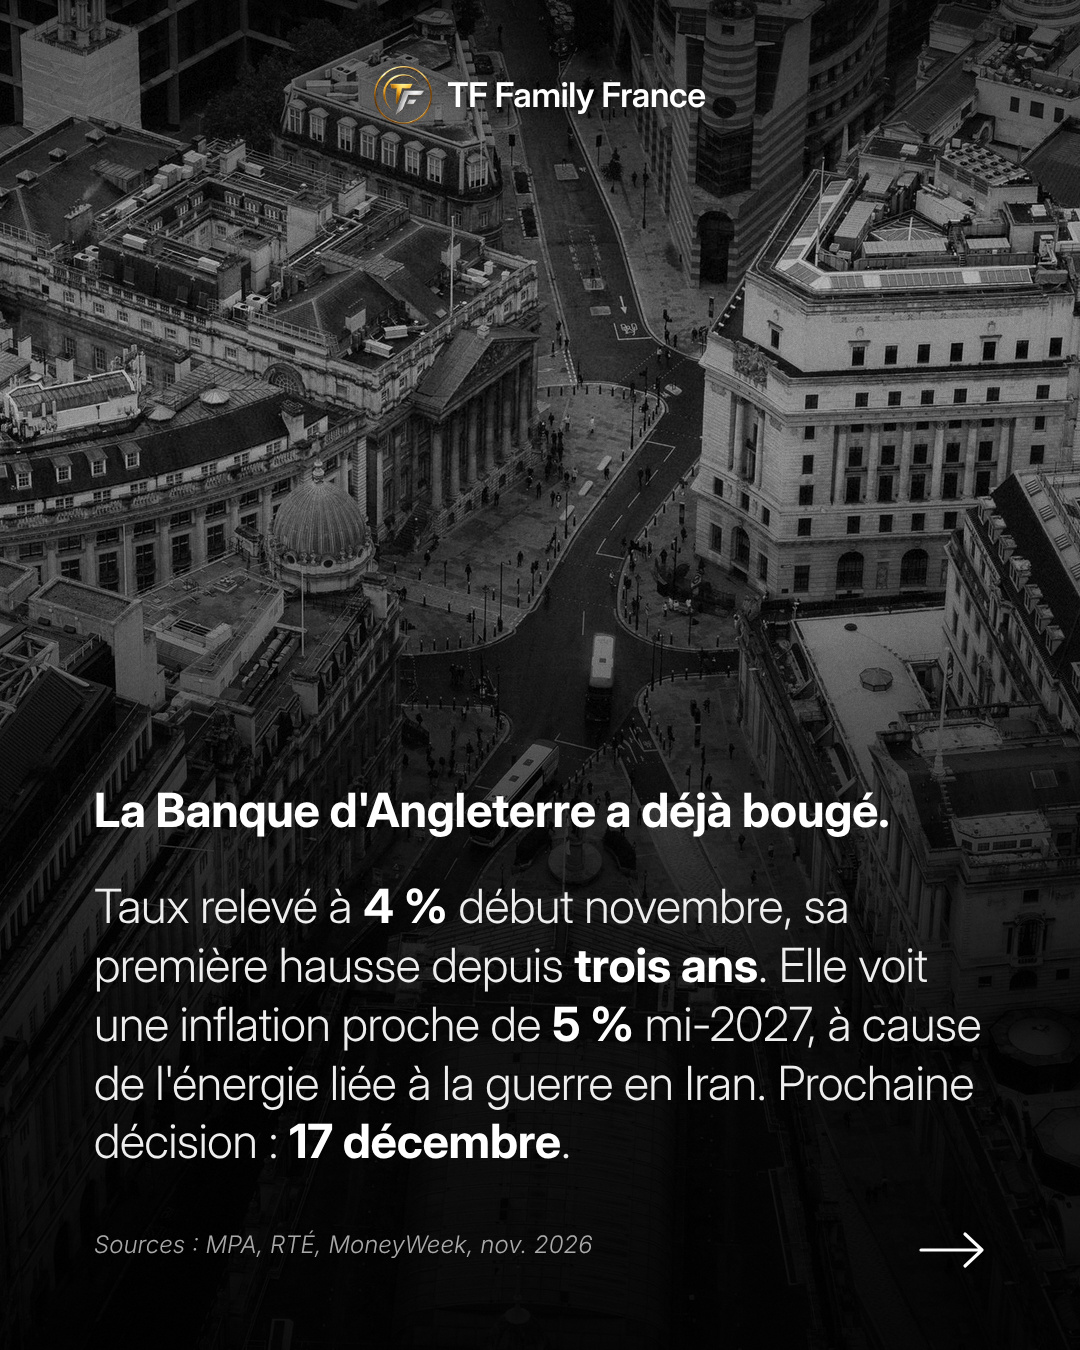 TF Family France
La Banque d'Angleterre a déjà bougé.
Taux relevé à 4 % début novembre, sa
première hausse depuis trois ans. Elle voit
une inflation proche de 5 % mi-2027, à cause
de l'énergie liée à la guerre en Iran. Prochaine
décision : 17 décembre.
Sources : MPA, RTÉ, MoneyWeek, nov. 2026